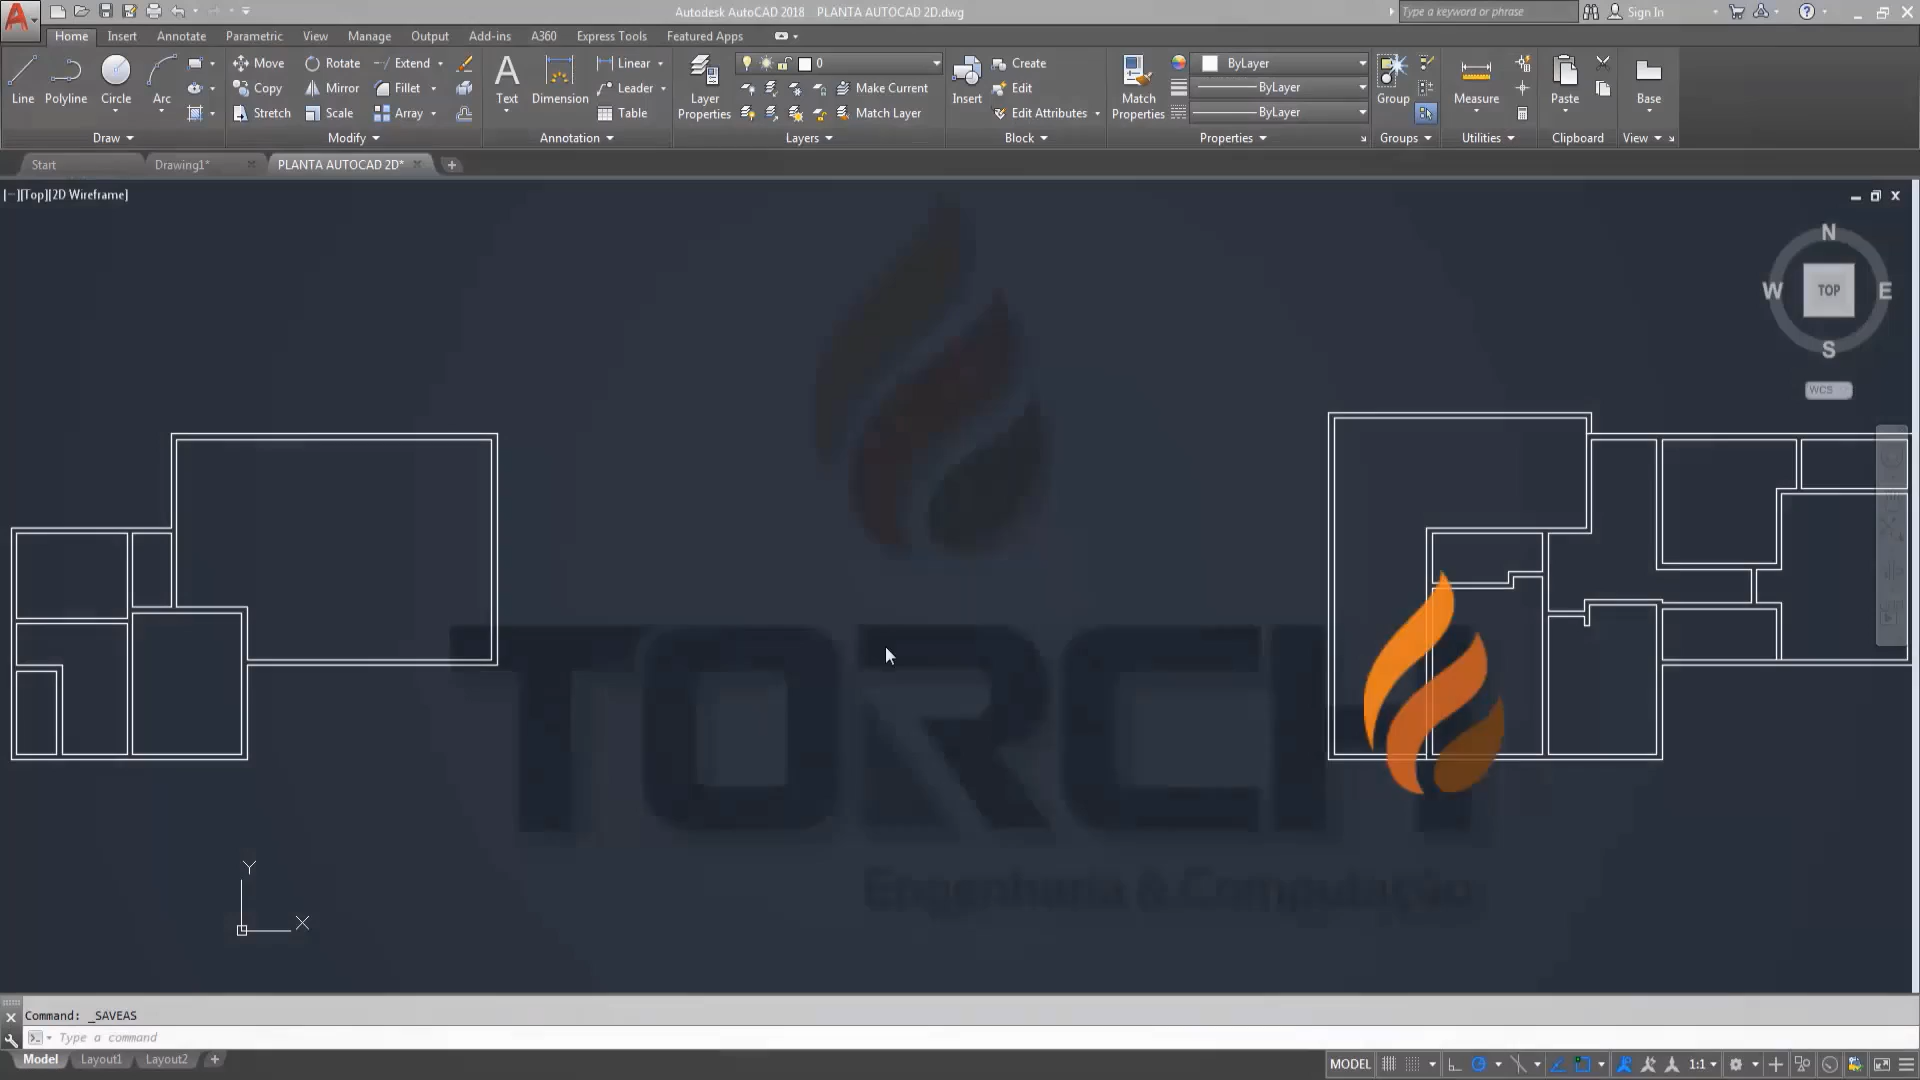 Autodesk AutoCAD 2018 PLANTA AUTOCAD 2D.dwg
Type a keyword or phrase
Sign In
Home Insert Annotate Parametric View Manage Output Add-ins A360 Express Tools Featured Apps
Line Polyline Circle Arc
Move Rotate Extend
Copy Mirror Fillet
Stretch Scale Array
Text Dimension
Linear
Leader
Table
Layer Properties
0
Make Current
Match Layer
Insert
Create
Edit
Edit Attributes
Match Properties
ByLayer
ByLayer
ByLayer
Group
Measure
Paste
Base
Draw Modify Annotation Layers Block Properties Groups Utilities Clipboard View
Start Drawing1* PLANTA AUTOCAD 2D*
[−][Top][2D Wireframe]
N
W TOP E
S
WCS
TORCH
Engenharia & Computação
Y
X
Command: _SAVEAS
Type a command
Model Layout1 Layout2
MODEL 1:1